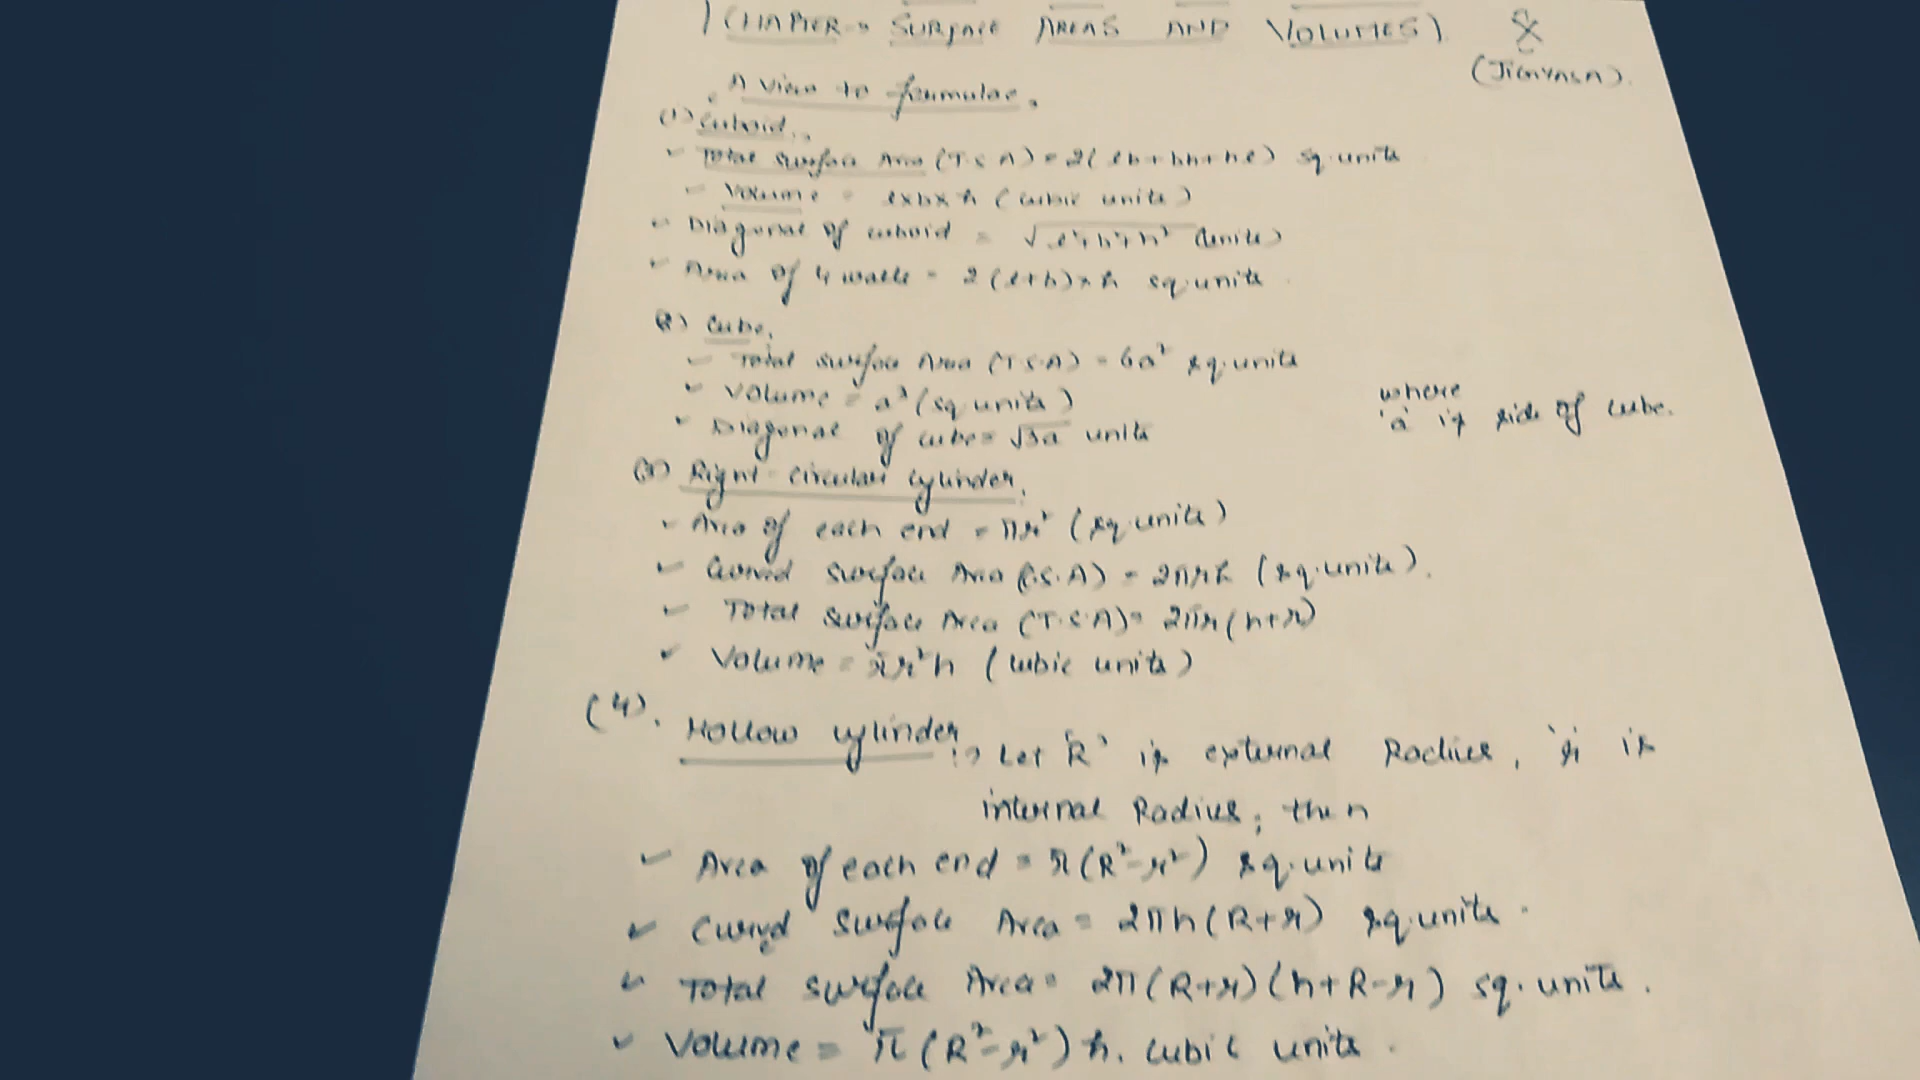 (CHAPTER → SURFACE AREAS AND VOLUMES).
(JIGYASA).
A view to formulae.
(1) Cuboid.,
Total Surface Area (T.S.A) = 2(lb+bh+hl) sq.units
Volume = l×b×h (cubic units)
Diagonal of cuboid = √l²+b²+h² (units)
Area of 4 walls = 2(l+b)×h sq.units
(2) Cube.
Total Surface Area (T.S.A) = 6a² sq.units
Volume = a³ (sq units)
where
'a' is side of cube.
Diagonal of cube = √3a units
(3) Right circular cylinder.
Area of each end = πr² (sq.units)
Curved Surface Area (C.S.A) = 2πrh (sq.units).
Total Surface Area (T.S.A) = 2πr(h+r)
Volume = πr²h (cubic units)
(4). Hollow cylinder :→ Let 'R' is external Radius, 'r' is
internal Radius; then
Area of each end = π(R²-r²) sq.units
Curved Surface Area = 2πh(R+r) sq.units.
Total Surface Area = 2π(R+r)(h+R-r) sq.units.
Volume = π(R²-r²)h. cubic units.